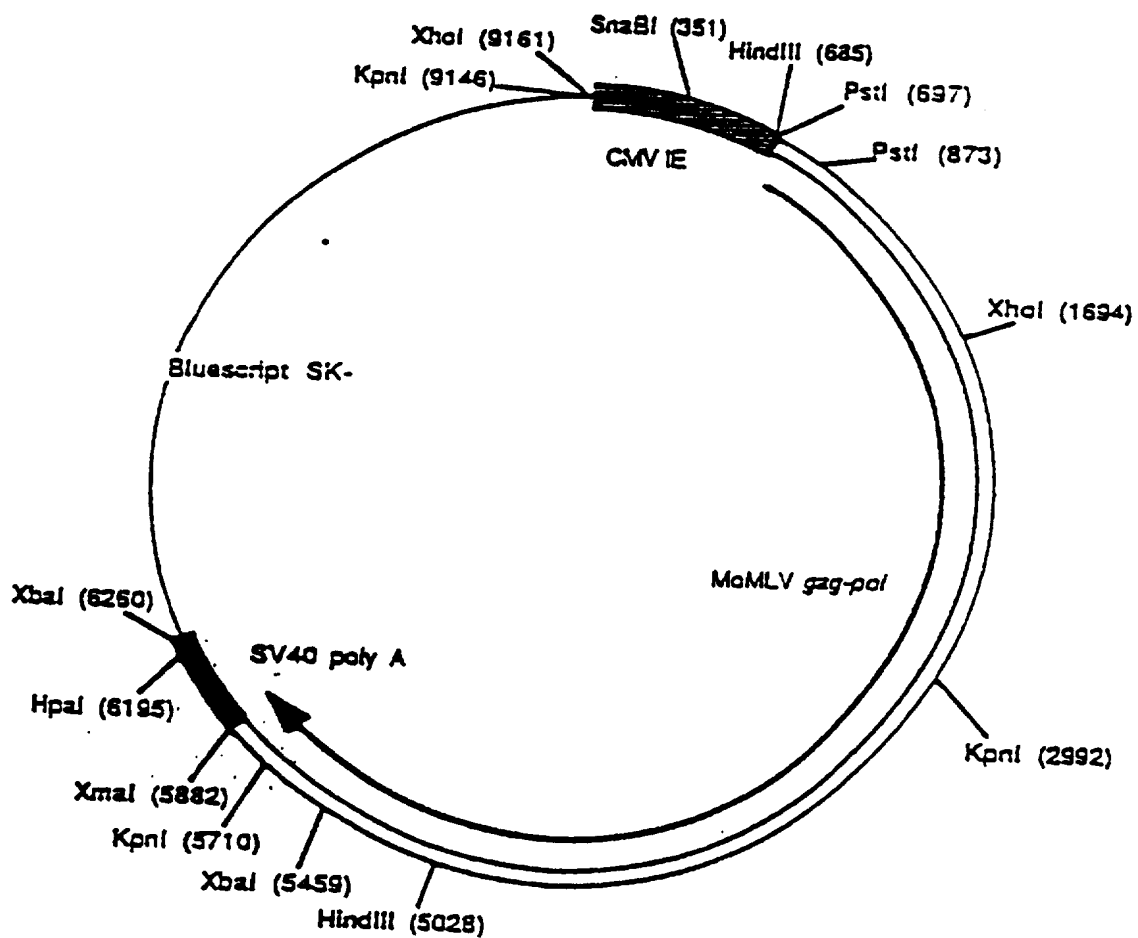 SnaBI (351)
XhoI (9161)
HindIII (685)
KpnI (9146)
PstI (697)
CMV IE
PstI (873)
XhoI (1694)
Bluescript SK-
MoMLV gag-pol
XbaI (6260)
SV40 poly A
HpaI (6195)
KpnI (2992)
XmaI (5882)
KpnI (5710)
XbaI (5459)
HindIII (5028)